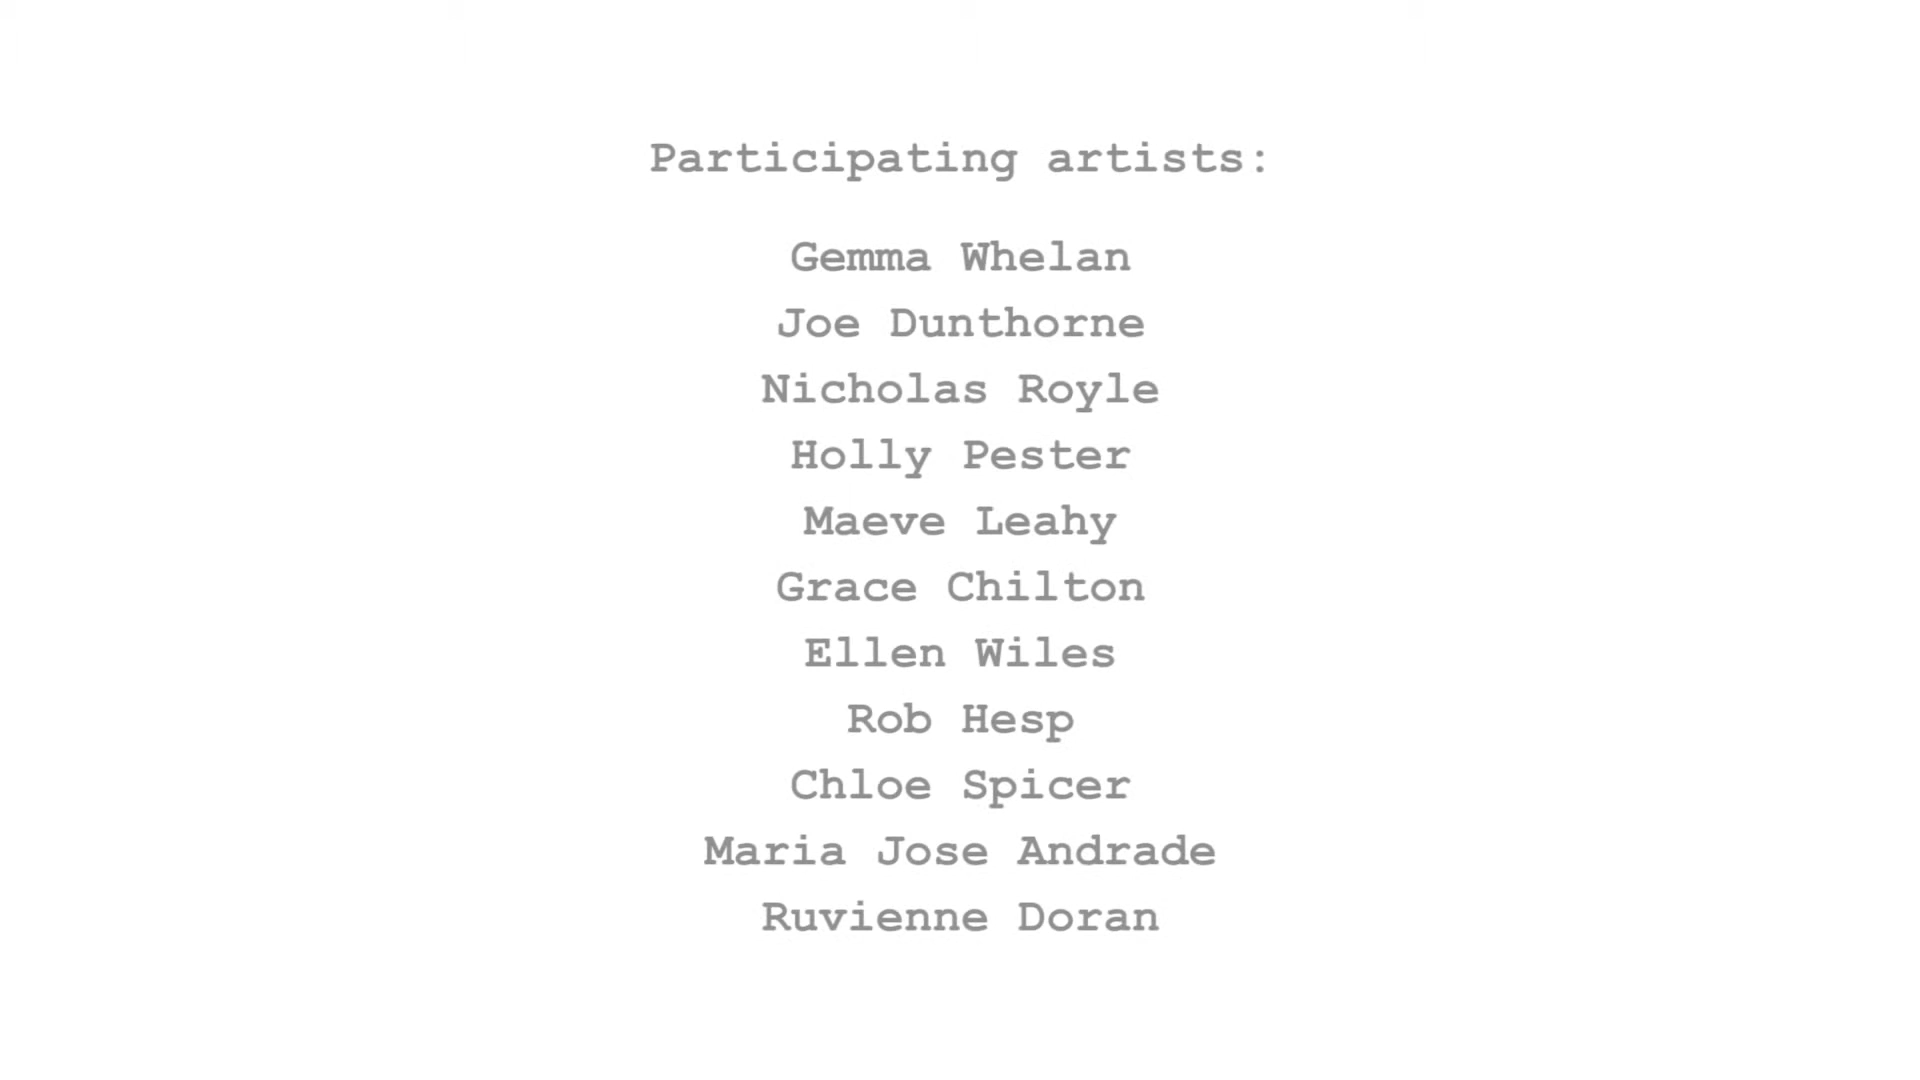 Participating artists:
Gemma Whelan
Joe Dunthorne
Nicholas Royle
Holly Pester
Maeve Leahy
Grace Chilton
Ellen Wiles
Rob Hesp
Chloe Spicer
Maria Jose Andrade
Ruvienne Doran